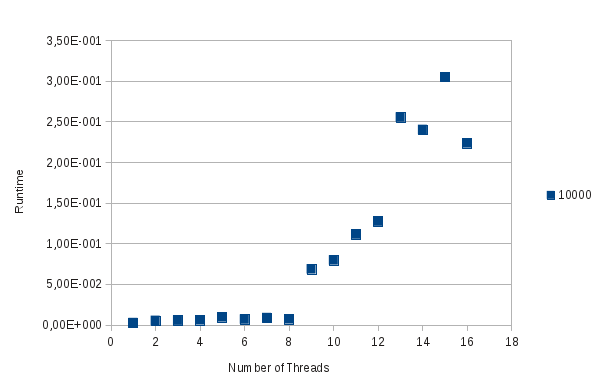 3,50E-001
3,00E-001
2,50E-001
2,00E-001
1,50E-001
1,00E-001
5,00E-002
0,00E+000
Runtime
0 2 4 6 8 10 12 14 16 18
Number of Threads
10000